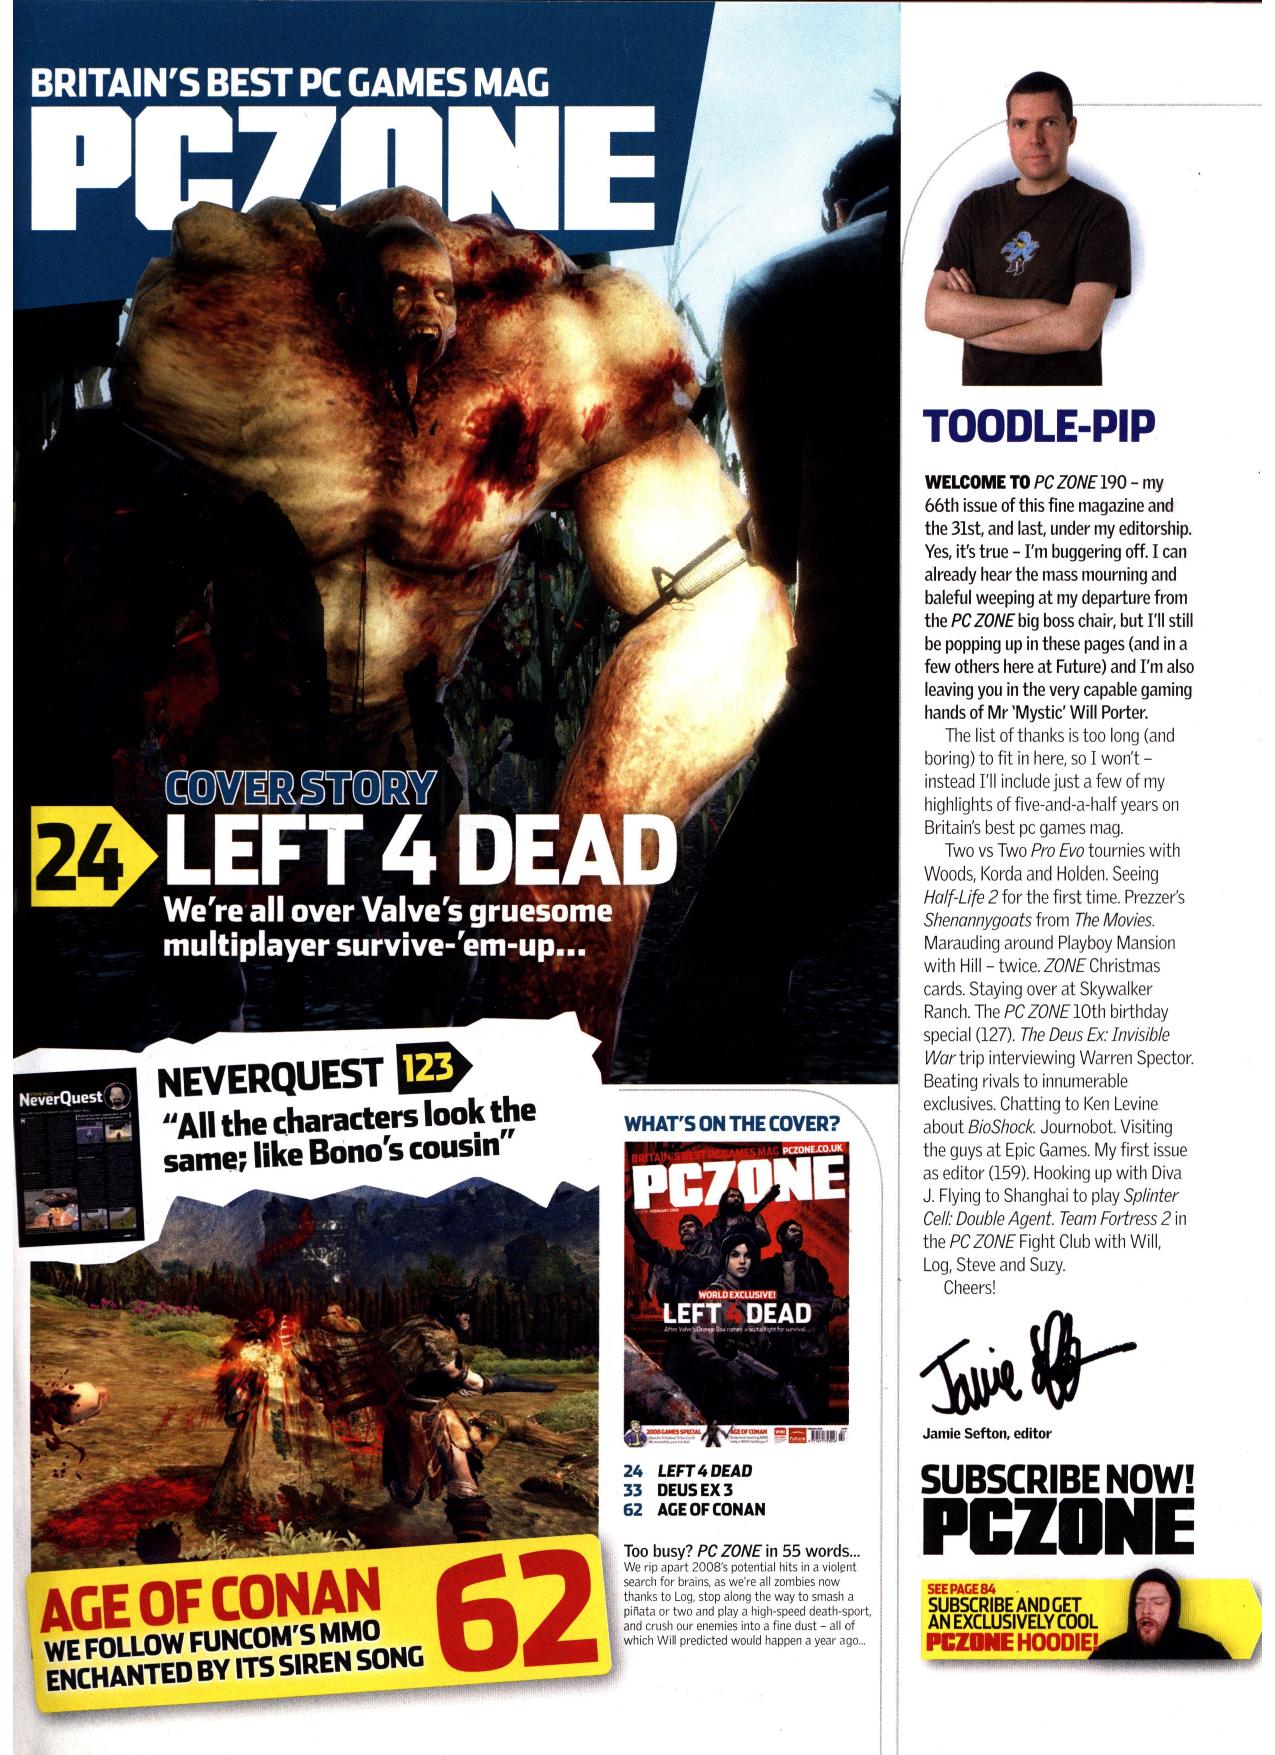 BRITAIN'S BEST PC GAMES MAG
PCZONE
COVER STORY
24
LEFT 4 DEAD
We're all over Valve's gruesome
multiplayer survive-'em-up...
NeverQuest
NEVERQUEST 123
"All the characters look the
same; like Bono's cousin"
AGE OF CONAN
WE FOLLOW FUNCOM'S MMO
ENCHANTED BY ITS SIREN SONG
62
WHAT'S ON THE COVER?
BRITAIN'S BEST PC GAMES MAG PCZONE.CO.UK
PCZONE
WORLD EXCLUSIVE!
LEFT 4 DEAD
After Valve's Orange Box comes a brutal fight for survival...
2008 GAMES SPECIAL
AGE OF CONAN
24 LEFT 4 DEAD
33 DEUS EX 3
62 AGE OF CONAN
Too busy? PC ZONE in 55 words...
We rip apart 2008's potential hits in a violent
search for brains, as we're all zombies now
thanks to Log, stop along the way to smash a
piñata or two and play a high-speed death-sport,
and crush our enemies into a fine dust – all of
which Will predicted would happen a year ago...
TOODLE-PIP
WELCOME TO PC ZONE 190 – my
66th issue of this fine magazine and
the 31st, and last, under my editorship.
Yes, it's true – I'm buggering off. I can
already hear the mass mourning and
baleful weeping at my departure from
the PC ZONE big boss chair, but I'll still
be popping up in these pages (and in a
few others here at Future) and I'm also
leaving you in the very capable gaming
hands of Mr 'Mystic' Will Porter.
The list of thanks is too long (and
boring) to fit in here, so I won't –
instead I'll include just a few of my
highlights of five-and-a-half years on
Britain's best pc games mag.
Two vs Two Pro Evo tournies with
Woods, Korda and Holden. Seeing
Half-Life 2 for the first time. Prezzer's
Shenannygoats from The Movies.
Marauding around Playboy Mansion
with Hill – twice. ZONE Christmas
cards. Staying over at Skywalker
Ranch. The PC ZONE 10th birthday
special (127). The Deus Ex: Invisible
War trip interviewing Warren Spector.
Beating rivals to innumerable
exclusives. Chatting to Ken Levine
about BioShock. Journobot. Visiting
the guys at Epic Games. My first issue
as editor (159). Hooking up with Diva
J. Flying to Shanghai to play Splinter
Cell: Double Agent. Team Fortress 2 in
the PC ZONE Fight Club with Will,
Log, Steve and Suzy.
Cheers!
Jamie
Jamie Sefton, editor
SUBSCRIBE NOW!
PCZONE
SEE PAGE 84
SUBSCRIBE AND GET
AN EXCLUSIVELY COOL
PCZONE HOODIE!